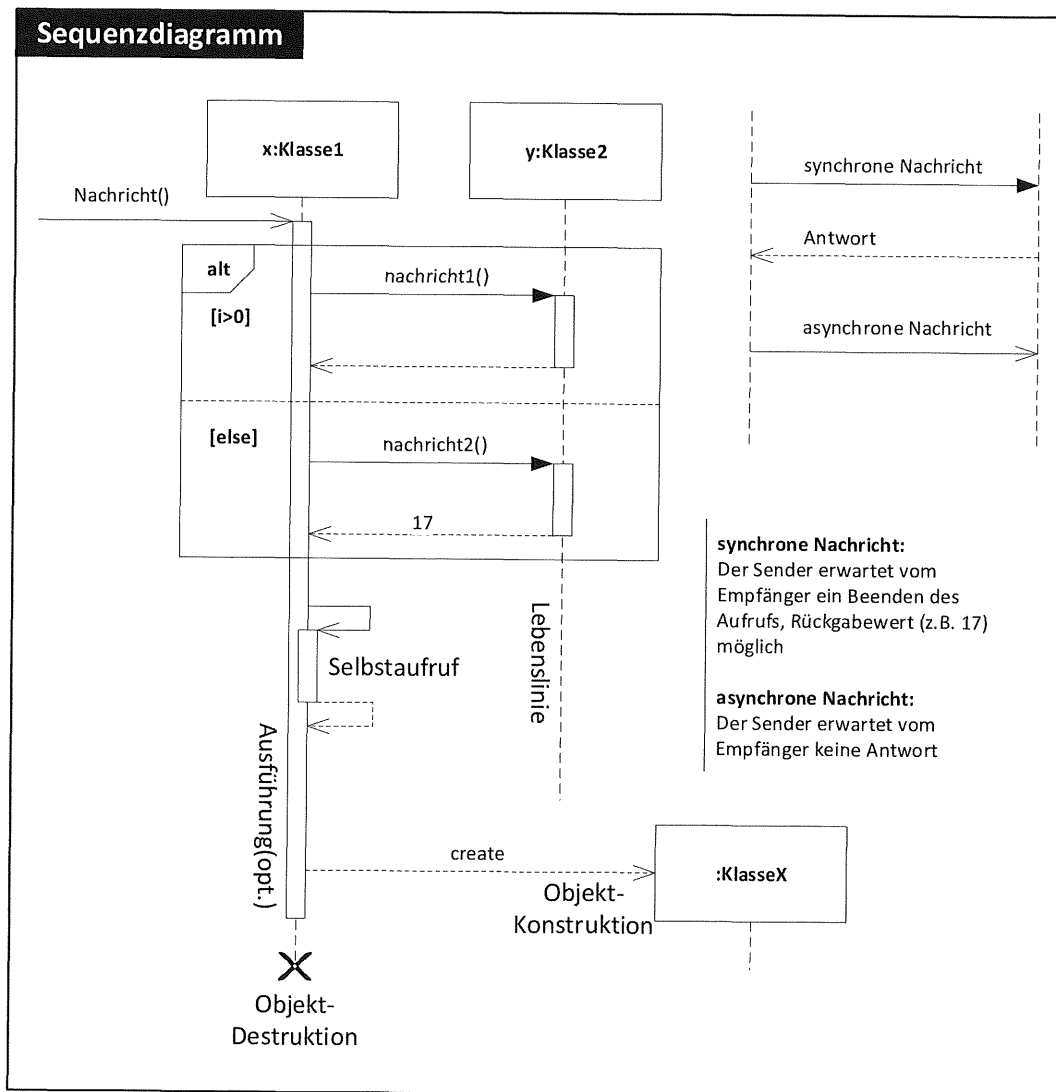 Sequenzdiagramm
x:Klasse1
y:Klasse2
Nachricht()
synchrone Nachricht
Antwort
asynchrone Nachricht
alt
[i>0]
nachricht1()
[else]
nachricht2()
17
synchrone Nachricht:
Der Sender erwartet vom
Empfänger ein Beenden des
Aufrufs, Rückgabewert (z.B. 17)
möglich
asynchrone Nachricht:
Der Sender erwartet vom
Empfänger keine Antwort
Selbstaufruf
Lebenslinie
Ausführung(opt.)
create
:KlasseX
Objekt-
Konstruktion
Objekt-
Destruktion